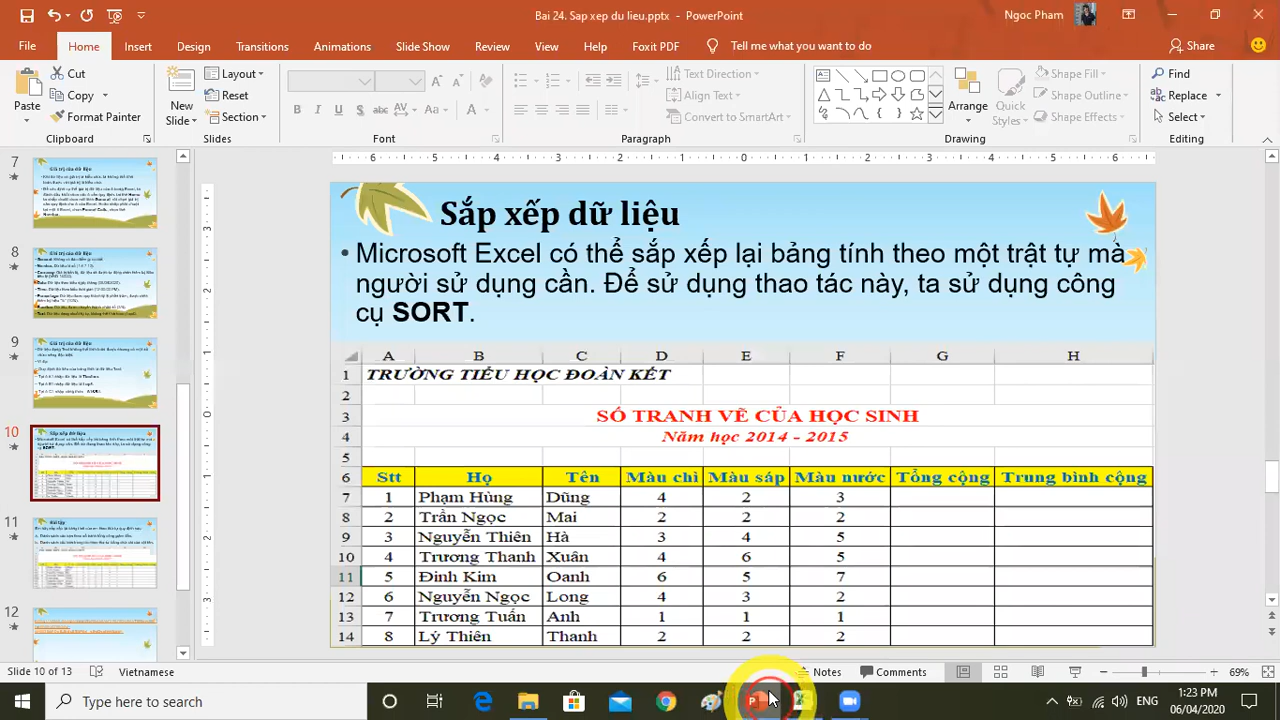 Bai 24. Sap xep du lieu.pptx - PowerPoint
Ngoc Pham
File Home Insert Design Transitions Animations Slide Show Review View Help Foxit PDF Tell me what you want to do Share
Paste
Cut
Copy
Format Painter
Clipboard
New Slide
Layout
Reset
Section
Slides
Font
Text Direction
Align Text
Convert to SmartArt
Paragraph
Arrange
Quick Styles
Shape Fill
Shape Outline
Shape Effects
Drawing
Find
Replace
Select
Editing
7
8
9
10
11
12
Sắp xếp dữ liệu
• Microsoft Excel có thể sắp xếp lại bảng tính theo một trật tự mà
người sử dụng cần. Để sử dụng thao tác này, ta sử dụng công
cụ SORT.
A B C D E F G H
1 TRƯỜNG TIỂU HỌC ĐOÀN KẾT
2
3 SỐ TRANH VẼ CỦA HỌC SINH
4 Năm học 2014 - 2015
5
6 Stt Họ Tên Màu chì Màu sáp Màu nước Tổng cộng Trung bình cộng
7 1 Phạm Hùng Dũng 4 2 3
8 2 Trần Ngọc Mai 2 2 2
9 3 Nguyễn Thiên Hà 3 4 5
10 4 Trương Thanh Xuân 4 6 5
11 5 Đinh Kim Oanh 6 5 7
12 6 Nguyễn Ngọc Long 4 3 2
13 7 Trương Tuấn Anh 1 1 1
14 8 Lý Thiên Thanh 2 2 2
Slide 10 of 13 Vietnamese Notes Comments 69%
Type here to search
ENG
1:23 PM
06/04/2020